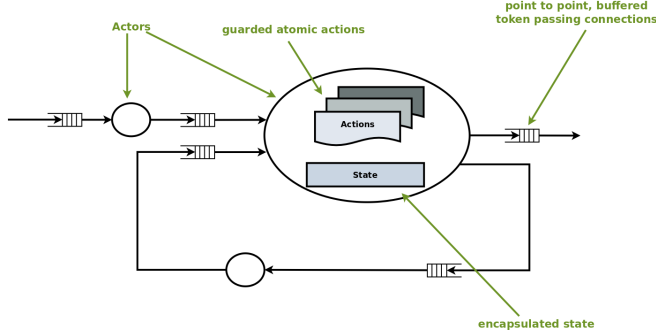 point to point, buffered
token passing connections
Actors
guarded atomic actions
Actions
State
encapsulated state